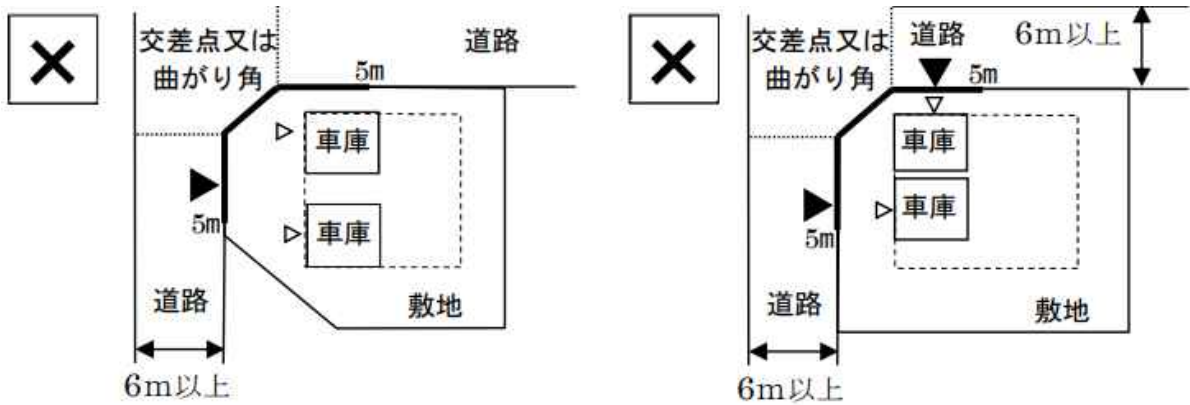 交差点又は
曲がり角
道路
5m
車庫
5m
車庫
道路
敷地
6m以上
交差点又は
曲がり角
道路
6m以上
5m
車庫
車庫
5m
道路
敷地
6m以上